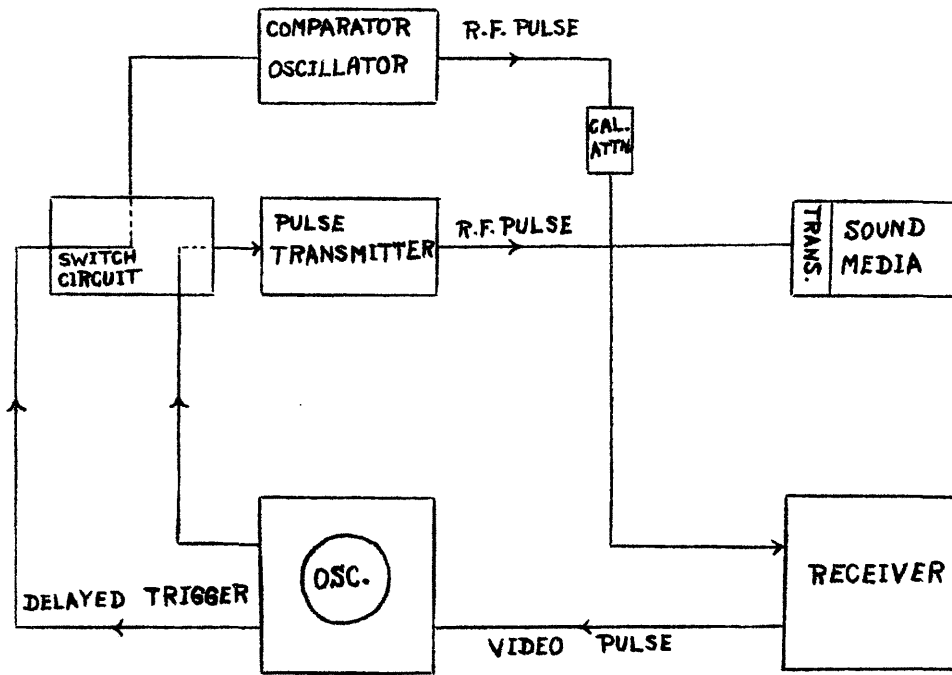 COMPARATOR
OSCILLATOR
R.F. PULSE
CAL.
ATTN
SWITCH
CIRCUIT
PULSE
TRANSMITTER
R.F. PULSE
TRANS.
SOUND
MEDIA
DELAYED TRIGGER
OSC.
VIDEO PULSE
RECEIVER